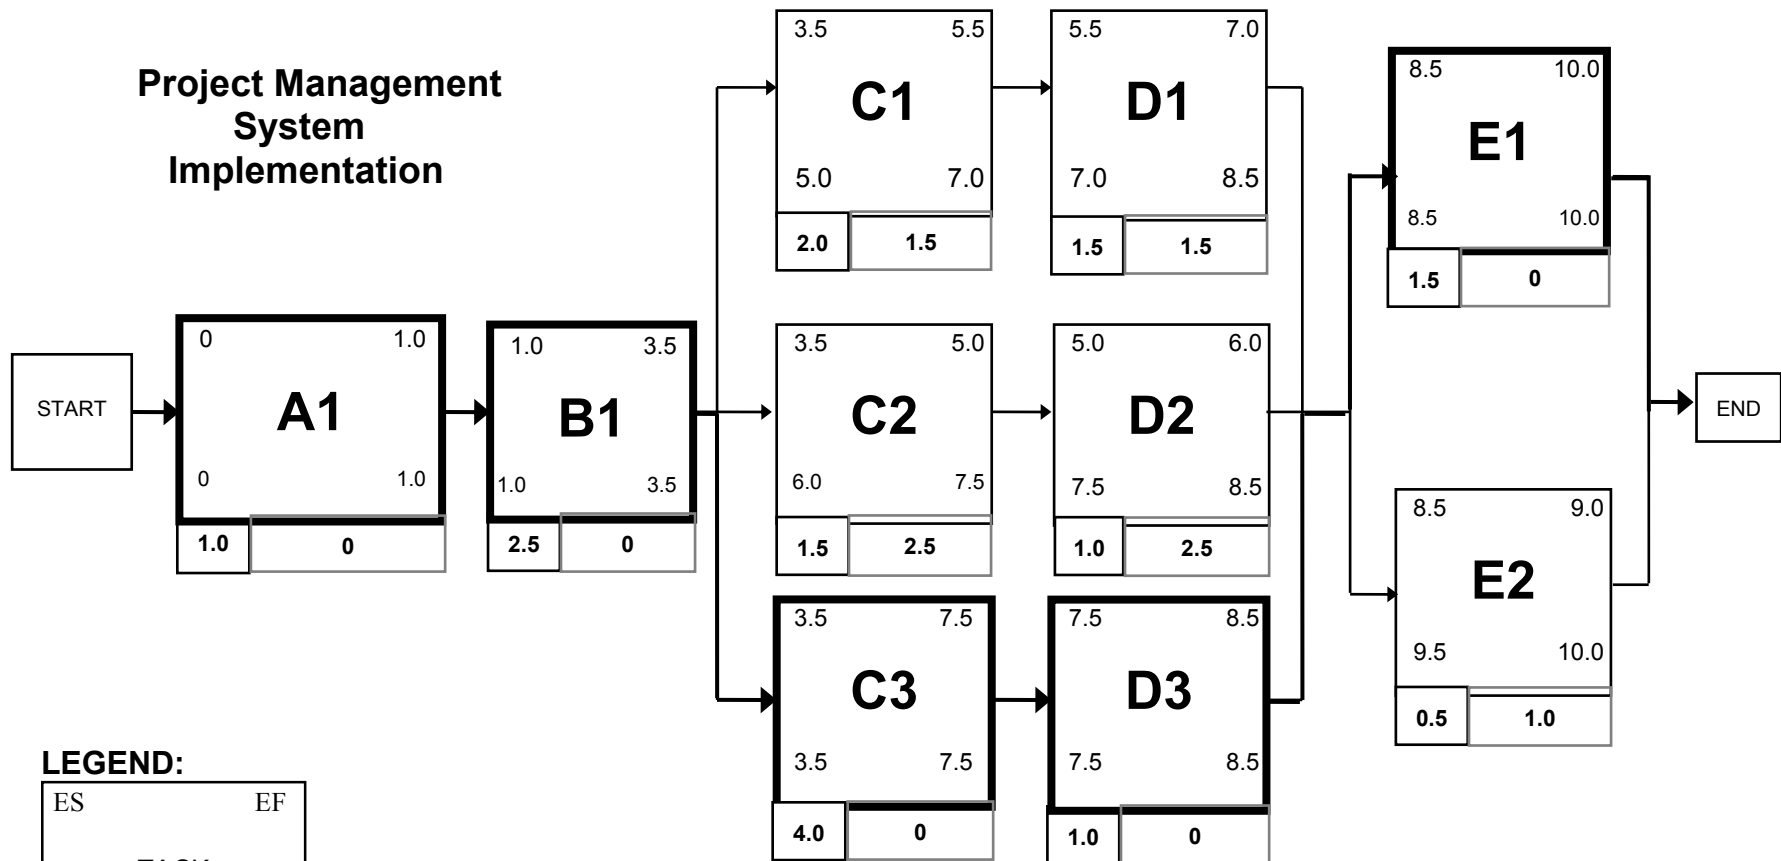 Project Management
System
Implementation
START
0 1.0
A1
0 1.0
1.0 0
1.0 3.5
B1
1.0 3.5
2.5 0
3.5 5.5
C1
5.0 7.0
2.0 1.5
5.5 7.0
D1
7.0 8.5
1.5 1.5
3.5 5.0
C2
6.0 7.5
1.5 2.5
5.0 6.0
D2
7.5 8.5
1.0 2.5
3.5 7.5
C3
3.5 7.5
4.0 0
7.5 8.5
D3
7.5 8.5
1.0 0
8.5 10.0
E1
8.5 10.0
1.5 0
8.5 9.0
E2
9.5 10.0
0.5 1.0
END
LEGEND:
ES EF
TASK